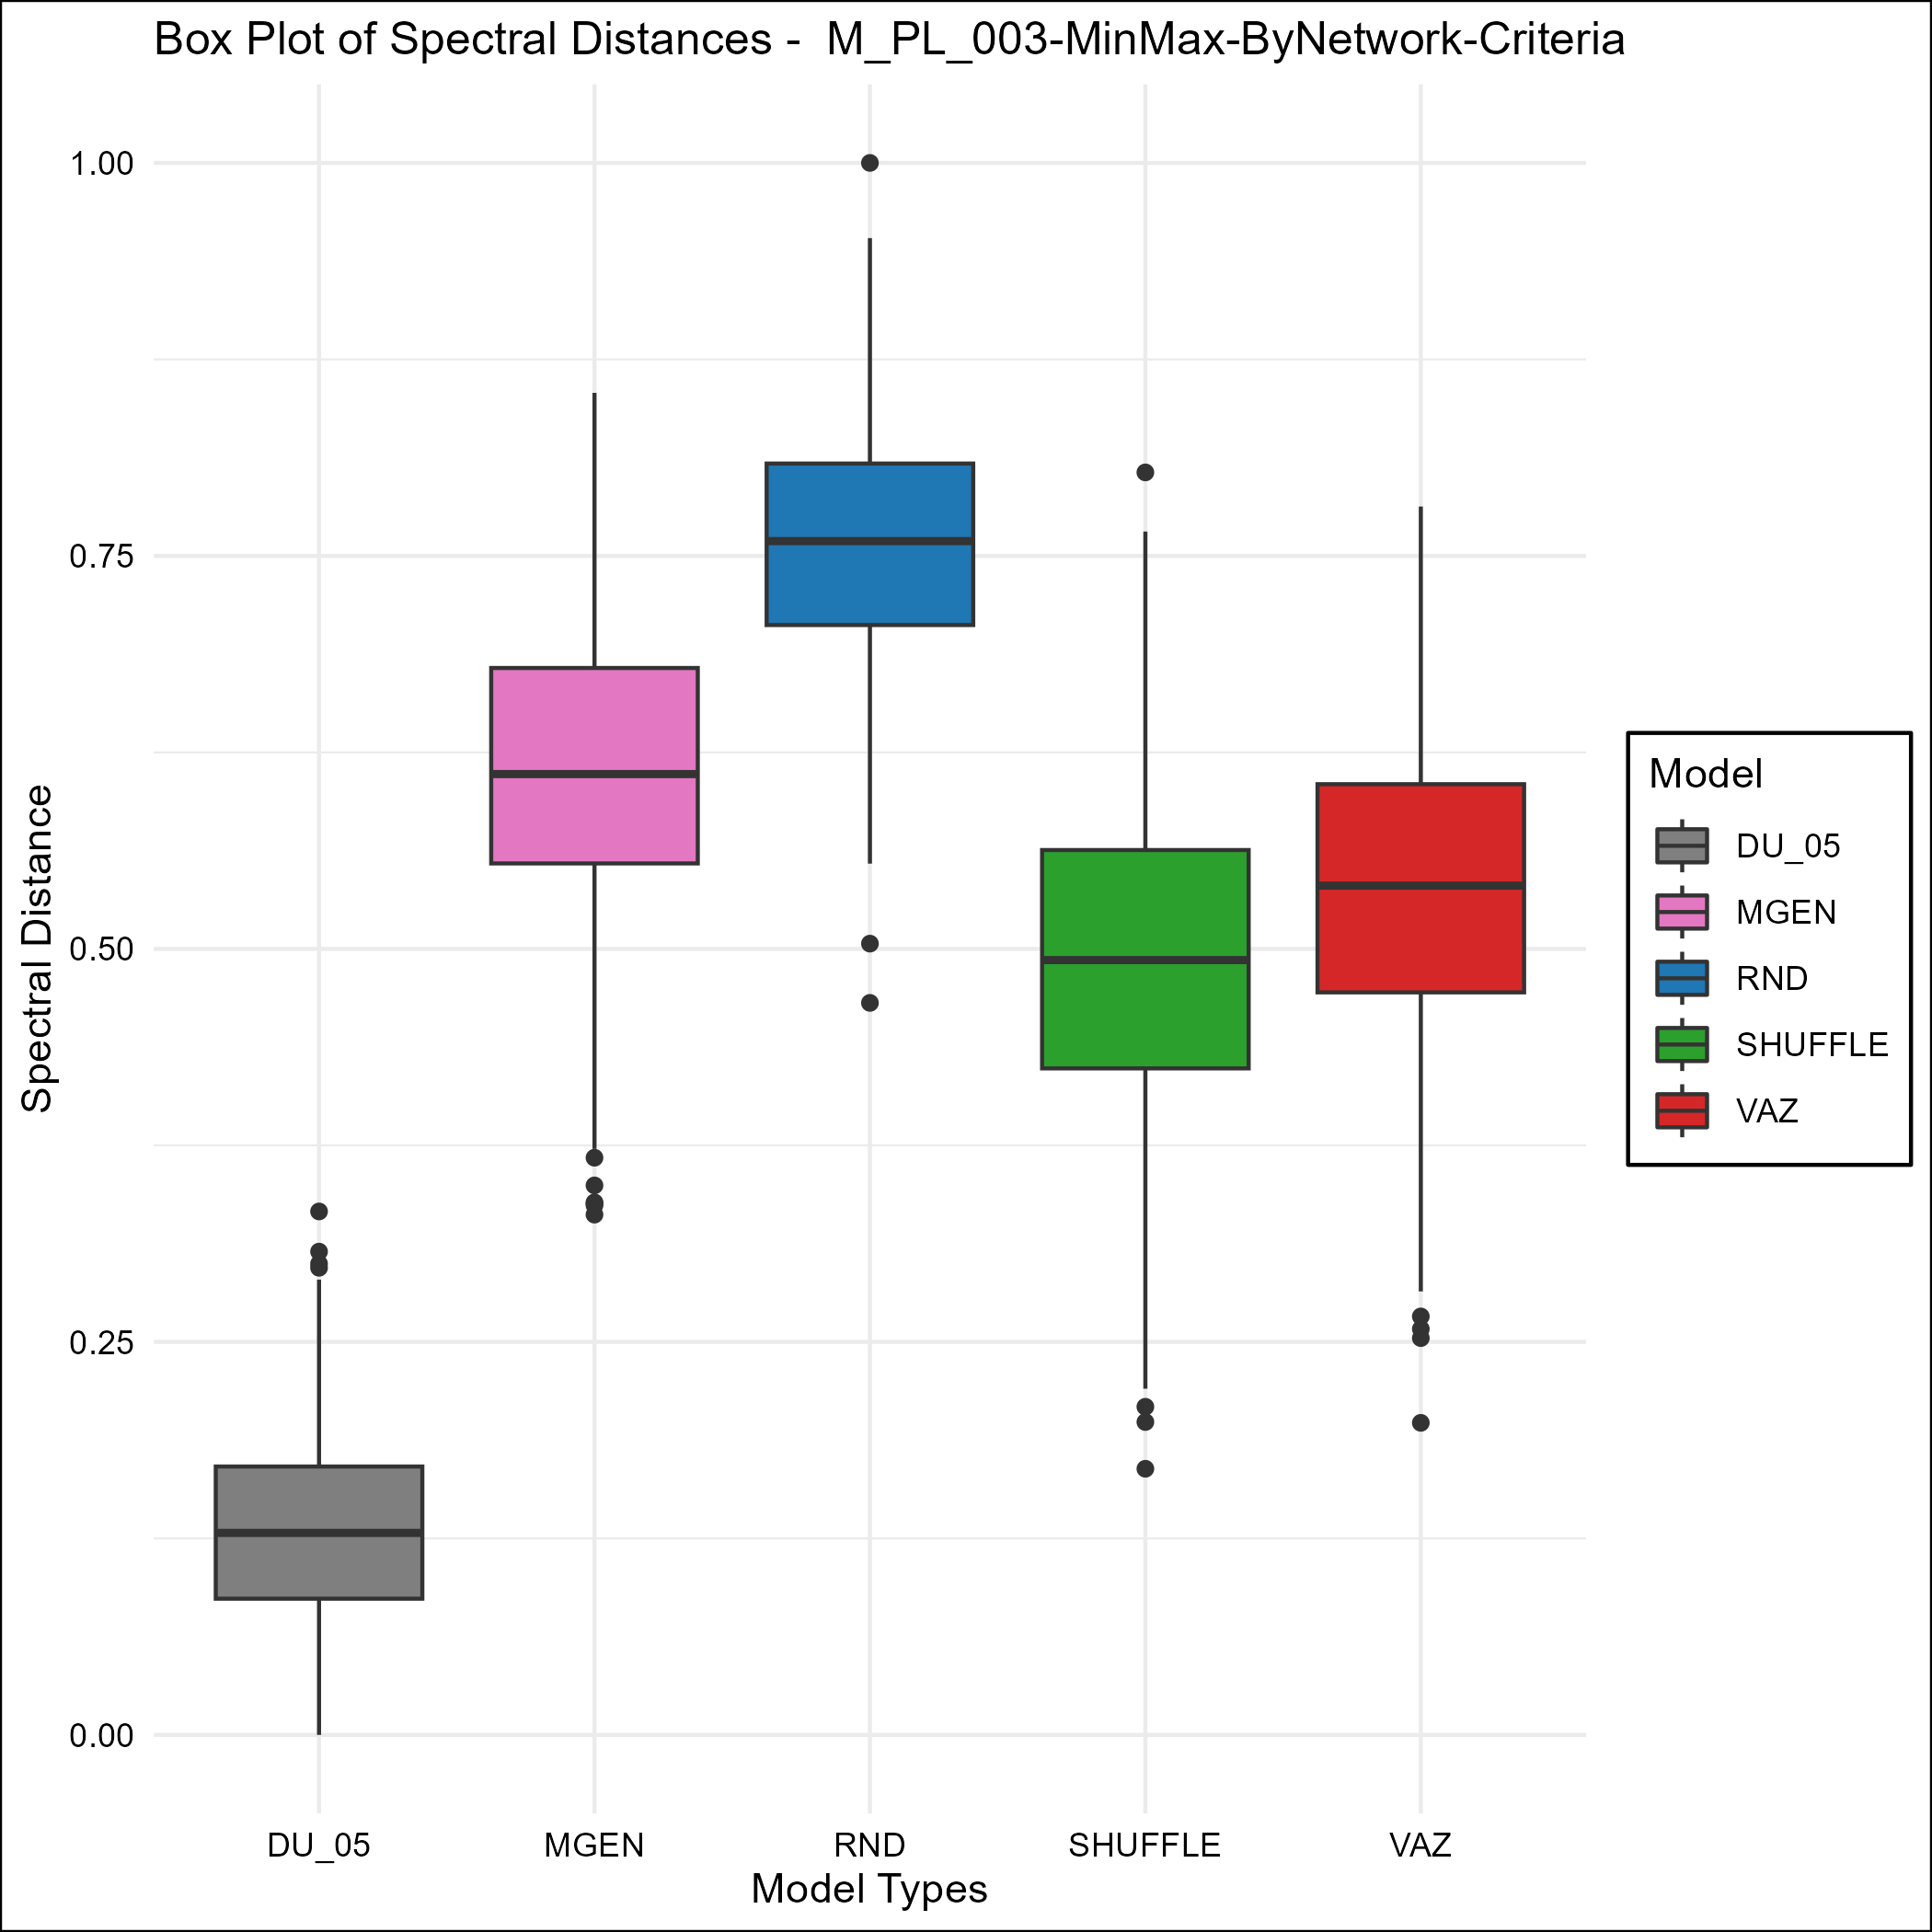 Box Plot of Spectral Distances -  M_PL_003-MinMax-ByNetwork-Criteria
1.00
0.75
0.50
0.25
0.00
Spectral Distance
DU_05
MGEN
RND
SHUFFLE
VAZ
Model Types
Model
DU_05
MGEN
RND
SHUFFLE
VAZ